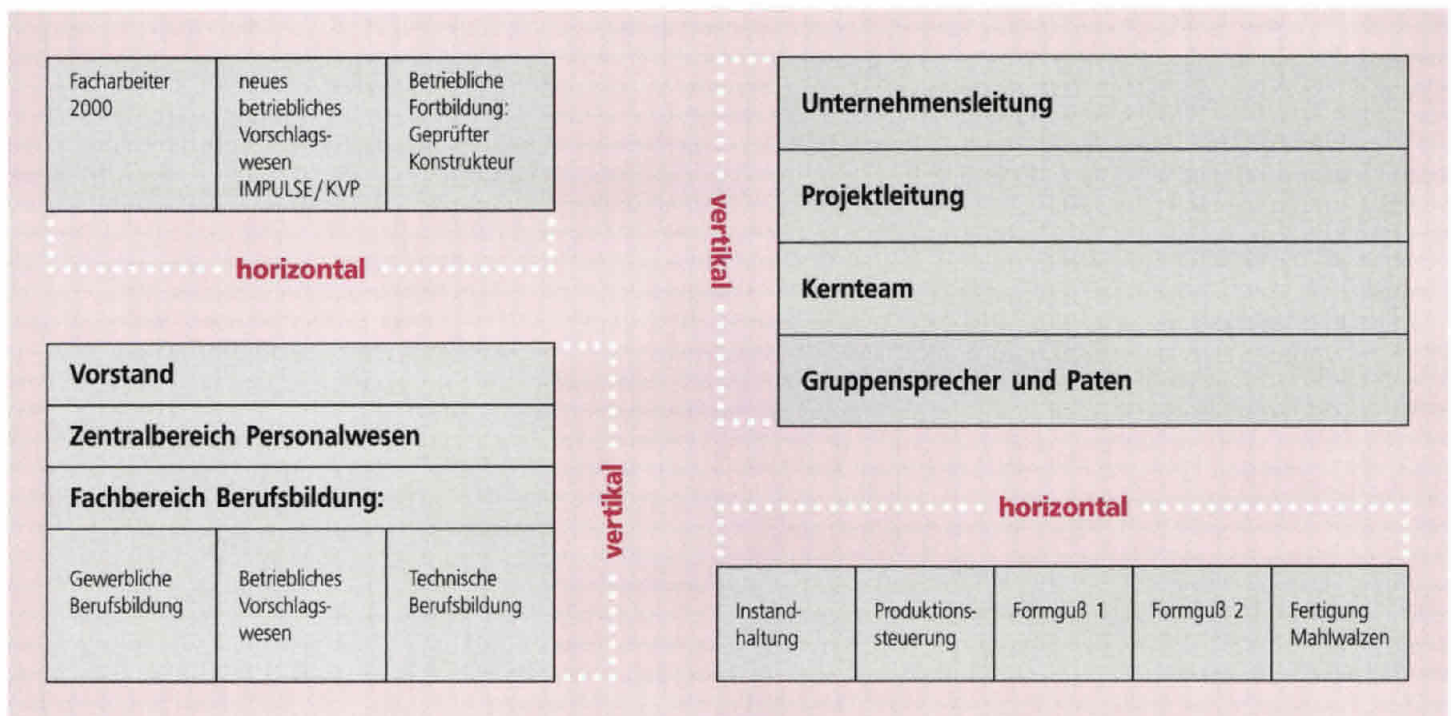 Facharbeiter
2000
neues
betriebliches
Vorschlags-
wesen
IMPULSE/KVP
Betriebliche
Fortbildung:
Geprüfter
Konstrukteur
horizontal
Vorstand
Zentralbereich Personalwesen
Fachbereich Berufsbildung:
Gewerbliche
Berufsbildung
Betriebliches
Vorschlags-
wesen
Technische
Berufsbildung
vertikal
vertikal
Unternehmensleitung
Projektleitung
Kernteam
Gruppensprecher und Paten
horizontal
Instand-
haltung
Produktions-
steuerung
Formguß 1
Formguß 2
Fertigung
Mahlwalzen